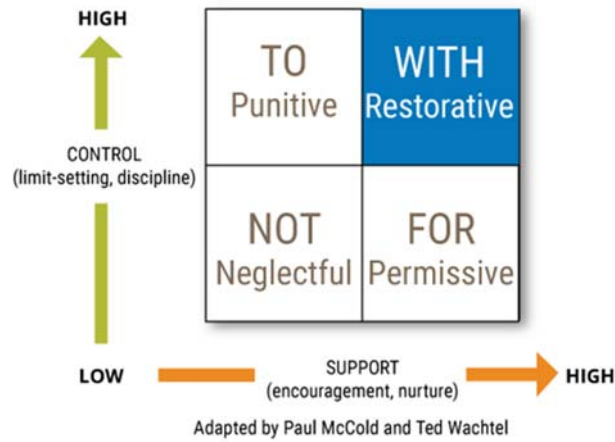 HIGH
TO
Punitive
WITH
Restorative
CONTROL
(limit-setting, discipline)
NOT
Neglectful
FOR
Permissive
LOW
SUPPORT
(encouragement, nurture)
HIGH
Adapted by Paul McCold and Ted Wachtel